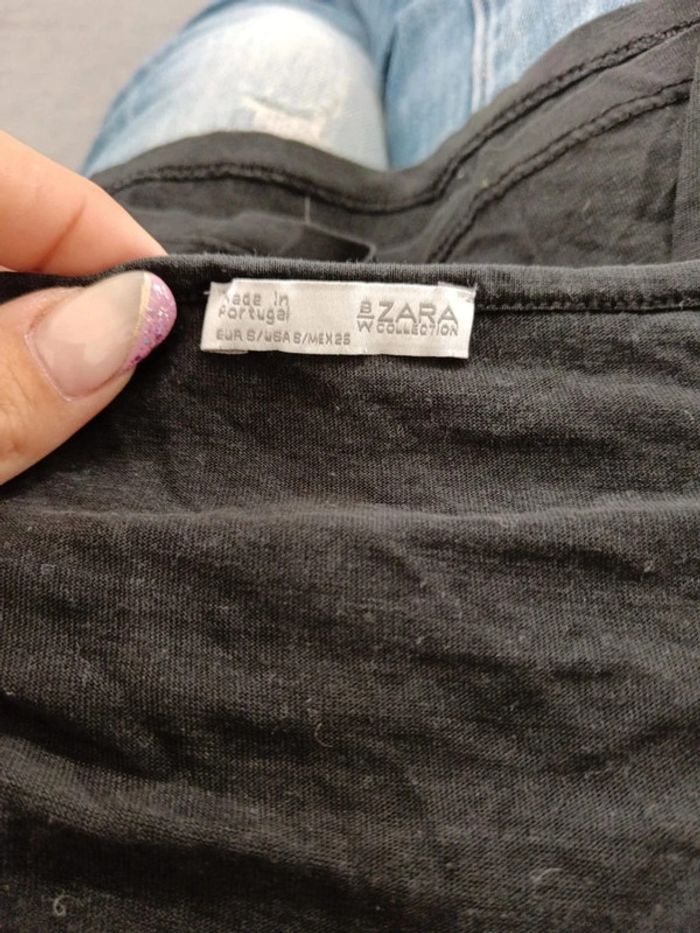 Made in
Portugal
B/W ZARA
COLLECTION
EUR S/USA S/MEX 26